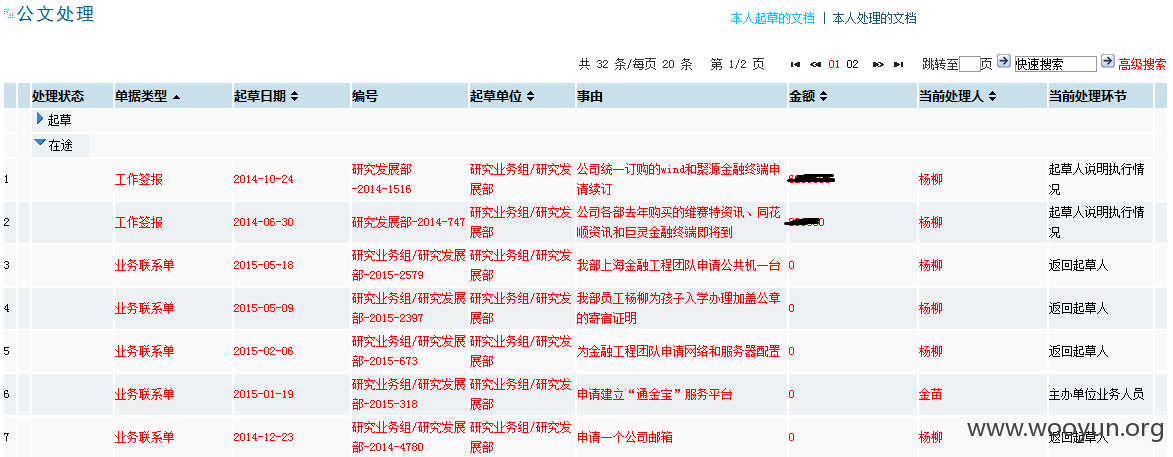 公文处理
本人起草的文档 | 本人处理的文档
共 32 条/每页 20 条 第 1/2 页 01 02 跳转至 页 快速搜索 高级搜索
处理状态 单据类型 起草日期 编号 起草单位 事由 金额 当前处理人 当前处理环节
起草
在途
1 工作签报 2014-10-24 研究发展部 研究业务组/研究发 公司统一订购的wind和聚源金融终端申 杨柳 起草人说明执行情
-2014-1516 展部 请续订 况
2 工作签报 2014-06-30 研究发展部-2014-747 研究业务组/研究发 公司各部去年购买的维赛特资讯、同花 杨柳 起草人说明执行情
展部 顺资讯和巨灵金融终端即将到 况
3 业务联系单 2015-05-18 研究业务组/研究发展 研究业务组/研究发 我部上海金融工程团队申请公共机一台 0 杨柳 返回起草人
部-2015-2579 展部
4 业务联系单 2015-05-09 研究业务组/研究发展 研究业务组/研究发 我部员工杨柳为孩子入学办理加盖公章 0 杨柳 返回起草人
部-2015-2397 展部 的寄宿证明
5 业务联系单 2015-02-06 研究业务组/研究发展 研究业务组/研究发 为金融工程团队申请网络和服务器配置 0 杨柳 返回起草人
部-2015-673 展部
6 业务联系单 2015-01-19 研究业务组/研究发展 研究业务组/研究发 申请建立“通金宝”服务平台 0 金苗 主办单位业务人员
部-2015-318 展部
7 业务联系单 2014-12-23 研究业务组/研究发展 研究业务组/研究发 申请一个公司邮箱 0 杨柳 返回起草人
部-2014-4780 展部
www.wooyun.org